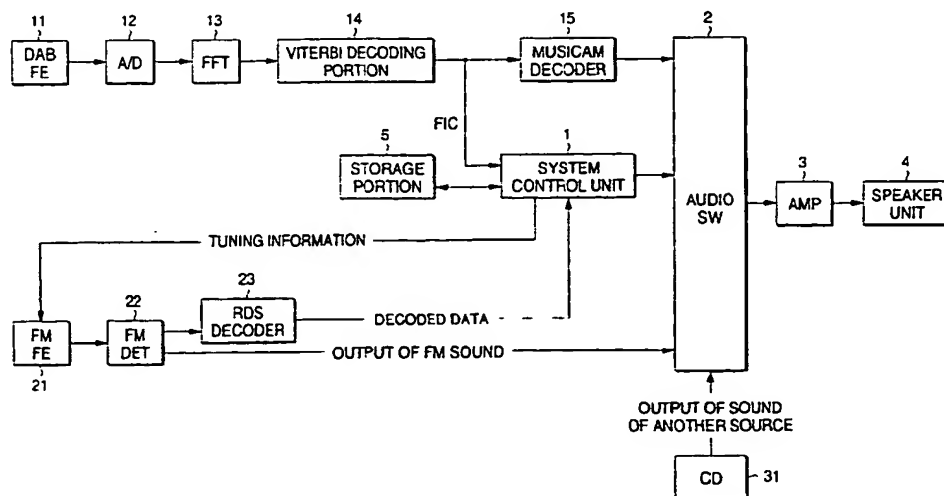 11
12
13
14
15
2
DAB
FE
A/D
FFT
VITERBI DECODING
PORTION
MUSICAM
DECODER
FIC
5
1
STORAGE
PORTION
SYSTEM
CONTROL UNIT
3
4
AUDIO
SW
AMP
SPEAKER
UNIT
TUNING INFORMATION
23
22
RDS
DECODER
DECODED DATA
FM
FE
FM
DET
OUTPUT OF FM SOUND
21
OUTPUT OF SOUND
OF ANOTHER SOURCE
CD
31